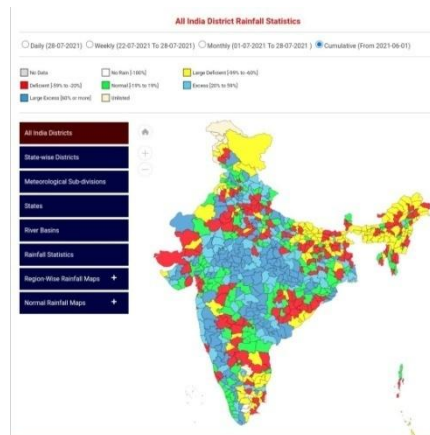 All India District Rainfall Statistics
Daily (28-07-2021) Weekly (22-07-2021 To 28-07-2021) Monthly (01-07-2021 To 28-07-2021 ) Cumulative (From 2021-06-01)
No Data No Rain [-100%] Large Deficient [-99% to -60%]
Deficient [-59% to -20%] Normal [-19% to 19%] Excess [20% to 59%]
Large Excess [60% or more] Unlisted
All India Districts
State-wise Districts
Meteorological Sub-divisions
States
River Basins
Rainfall Statistics
Region-Wise Rainfall Maps +
Normal Rainfall Maps +